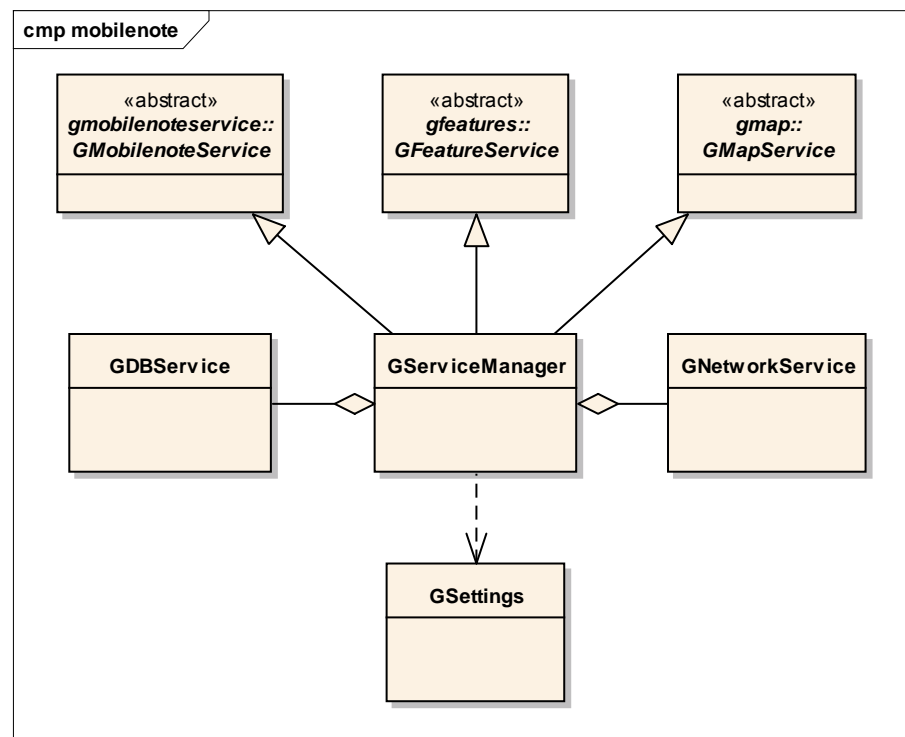 cmp mobilenote
«abstract»
gmobilenoteservice::
GMobilenoteService
«abstract»
gfeatures::
GFeatureService
«abstract»
gmap::
GMapService
GDBService
GServiceManager
GNetworkService
GSettings